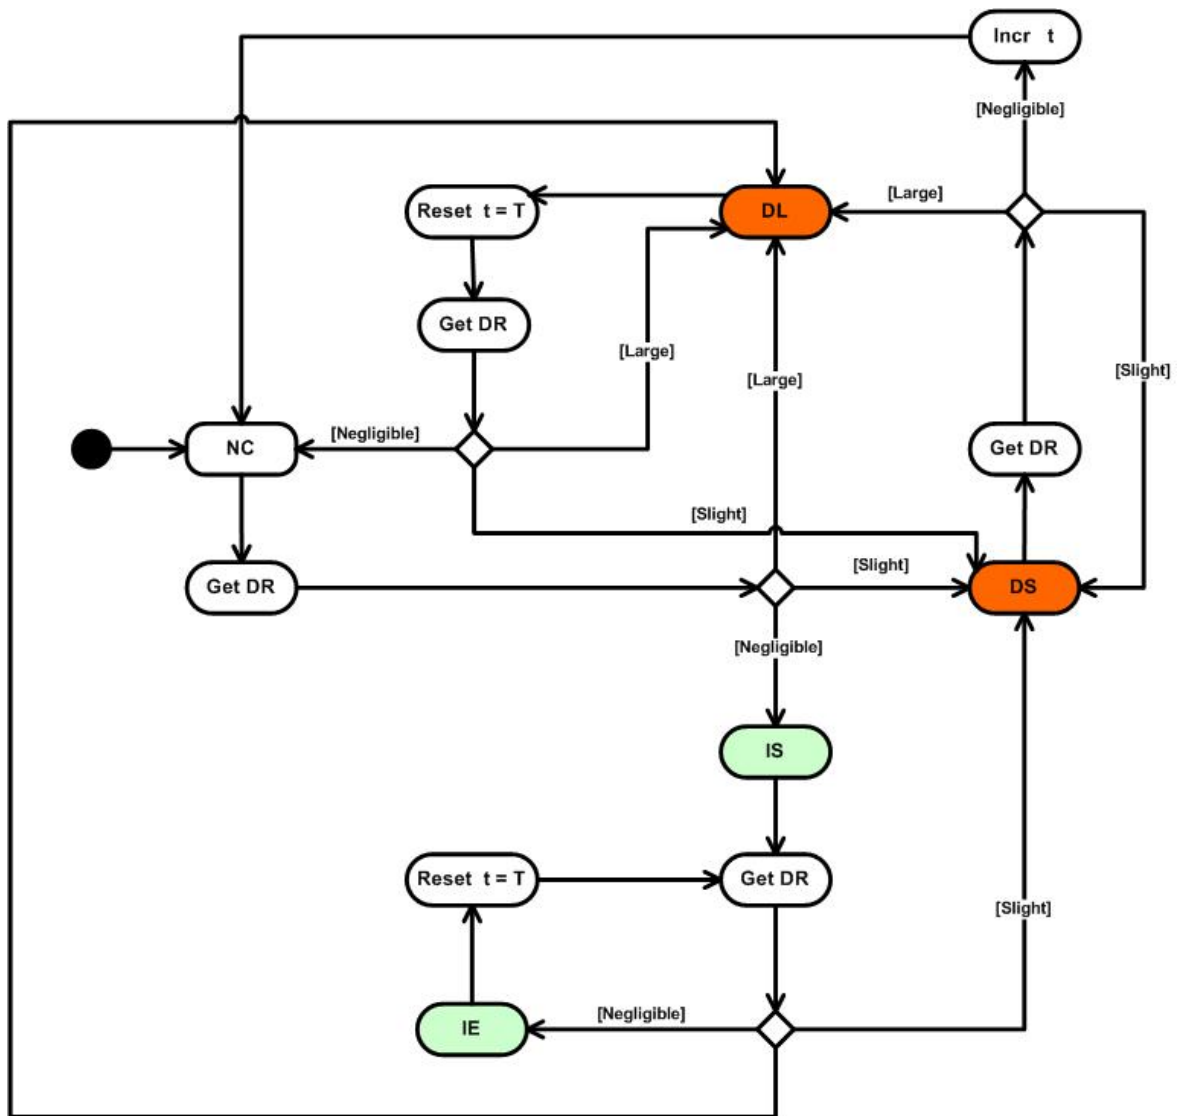 Incr t
[Negligible]
Reset t = T
DL
[Large]
Get DR
[Large]
[Large]
[Slight]
NC
[Negligible]
Get DR
[Slight]
Get DR
[Slight]
DS
[Negligible]
IS
Reset t = T
Get DR
[Slight]
IE
[Negligible]